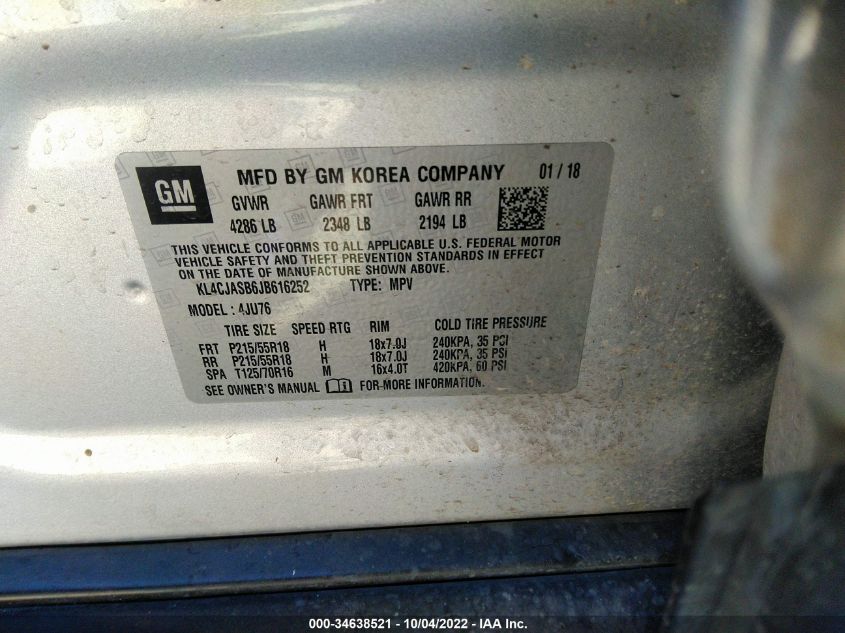 GM
MFD BY GM KOREA COMPANY 01 / 18
GVWR GAWR FRT GAWR RR
4286 LB 2348 LB 2194 LB
THIS VEHICLE CONFORMS TO ALL APPLICABLE U.S. FEDERAL MOTOR
VEHICLE SAFETY AND THEFT PREVENTION STANDARDS IN EFFECT
ON THE DATE OF MANUFACTURE SHOWN ABOVE.
KL4CJASB6JB616252 TYPE: MPV
MODEL : 4JU76
TIRE SIZE SPEED RTG RIM COLD TIRE PRESSURE
FRT P215/55R18 H 18x7.0J 240KPA, 35 PSI
RR P215/55R18 H 18x7.0J 240KPA, 35 PSI
SPA T125/70R16 M 16x4.0T 420KPA, 60 PSI
SEE OWNER'S MANUAL FOR MORE INFORMATION.
000-34638521 - 10/04/2022 - IAA Inc.